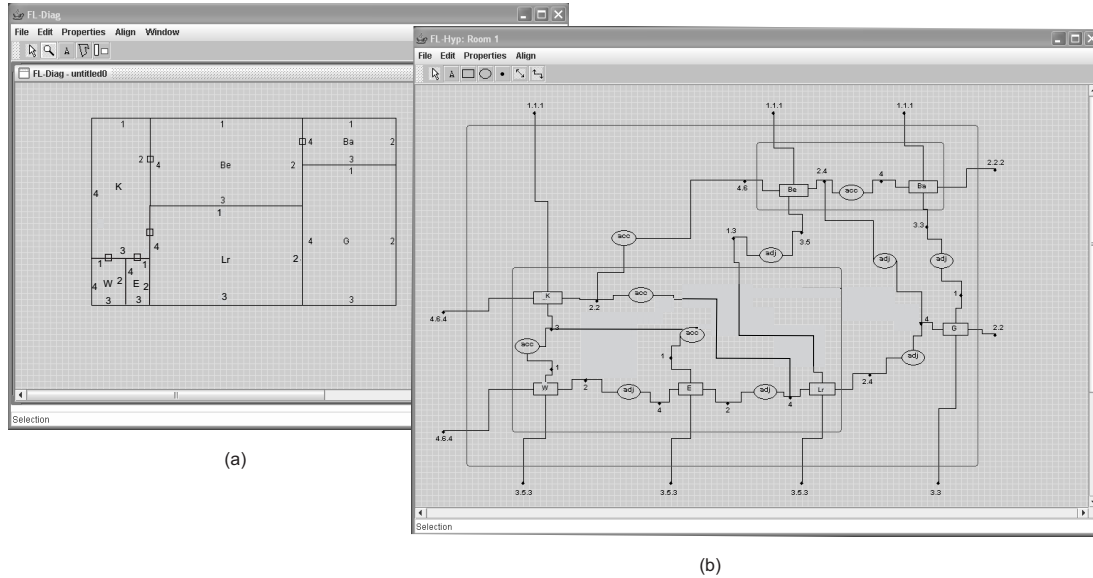 FL-Diag
File Edit Properties Align Window
A
FL-Diag - untitled0
1 1 1
4 Ba 2
2 4 Be 2 3
K 1
4
3
1
4 G 2
4
3 Lr 2
1 4 1
4 W 2 E 2
3 3 3 3
Selection
(a)
FL-Hyp: Room 1
File Edit Properties Align
A
1.1.1 1.1.1 1.1.1
2.2.2
4.6 Be 2.4 acc 4 Ba
1.3 3.5 3.3
acc adj adj adj
_K 2.2 acc 1
4.6.4 4 G 2.2
3 acc
acc 1 adj
1 2.4
W 2 adj 4 E 2 adj 4 Lr
4.6.4
3.5.3 3.5.3 3.5.3 3.3
Selection
(b)